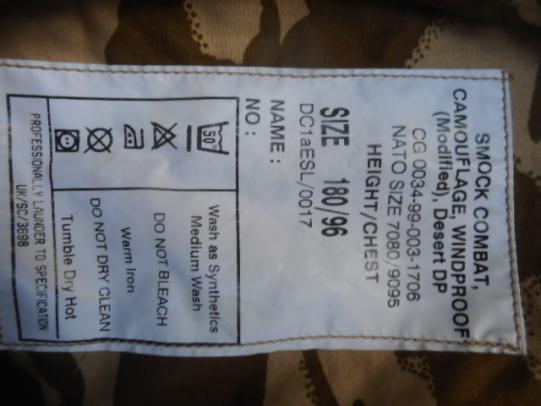 SMOCK COMBAT,
CAMOUFLAGE, WINDPROOF
(Modified), Desert DP
CG 0034-99-003-1706
NATO SIZE 7080/9095
HEIGHT/CHEST
SIZE 180/96
DC1aESL/0017
NAME :
NO :
50°
Wash as Synthetics
Medium Wash
DO NOT BLEACH
Warm Iron
DO NOT DRY CLEAN
Tumble Dry Hot
PROFESSIONALLY LAUNDER TO SPECIFICATION
UK/SC/3698